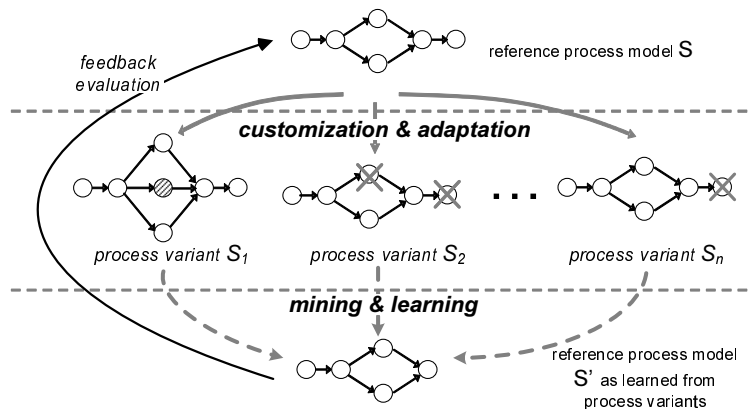 feedback
evaluation
reference process model S
customization & adaptation
process variant S1
process variant S2
. . .
process variant Sn
mining & learning
reference process model
S' as learned from
process variants